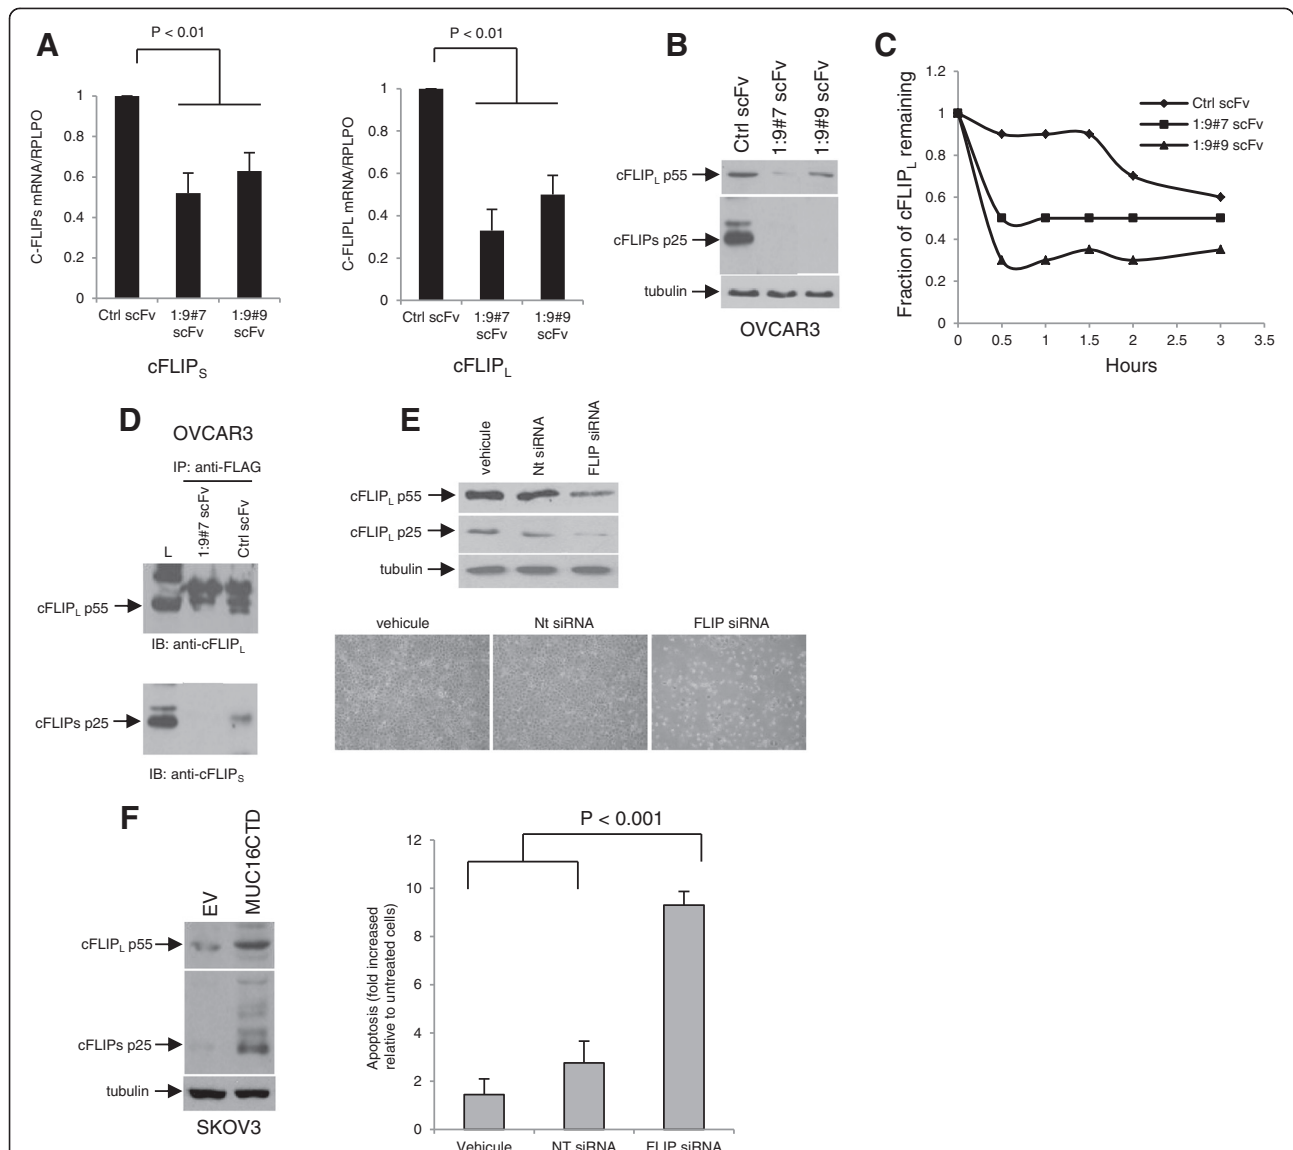 A
P < 0.01
C-FLIPs mRNA/RPLPO
1
0.8
0.6
0.4
0.2
0
Ctrl scFv
1:9#7 scFv
1:9#9 scFv
cFLIPS
P < 0.01
C-FLIPL mRNA/RPLPO
1
0.8
0.6
0.4
0.2
0
Ctrl scFv
1:9#7 scFv
1:9#9 scFv
cFLIPL
B
Ctrl scFv
1:9#7 scFv
1:9#9 scFv
cFLIPL p55
cFLIPs p25
tubulin
OVCAR3
C
Fraction of cFLIPL remaining
1.2
1
0.8
0.6
0.4
0.2
0
Ctrl scFv
1:9#7 scFv
1:9#9 scFv
0 0.5 1 1.5 2 2.5 3 3.5
Hours
D
OVCAR3
IP: anti-FLAG
L
1:9#7 scFv
Ctrl scFv
cFLIPL p55
IB: anti-cFLIPL
cFLIPs p25
IB: anti-cFLIPS
E
vehicule
Nt siRNA
FLIP siRNA
cFLIPL p55
cFLIPL p25
tubulin
vehicule
Nt siRNA
FLIP siRNA
F
EV
MUC16CTD
cFLIPL p55
cFLIPs p25
tubulin
SKOV3
P < 0.001
Apoptosis (fold increased
relative to untreated cells)
12
10
8
6
4
2
0
Vehicule
NT siRNA
FLIP siRNA